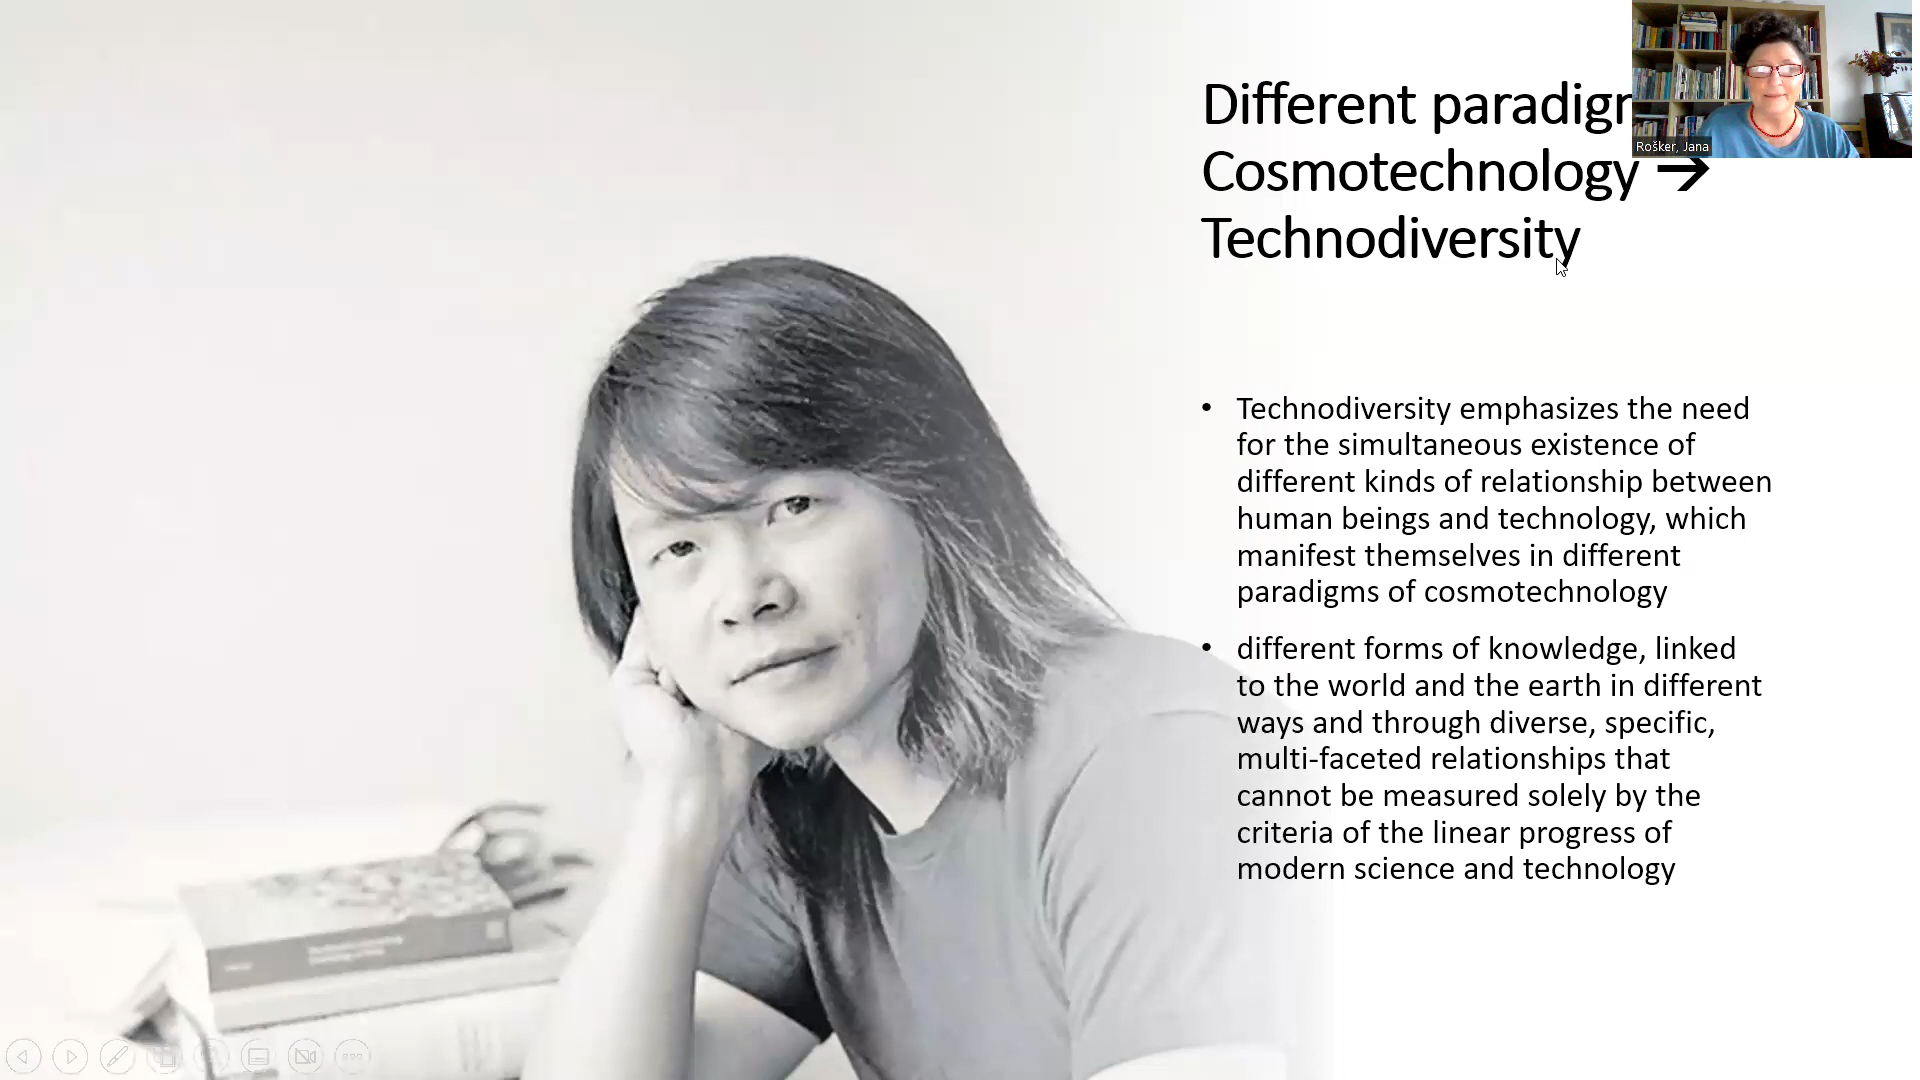 Different paradigm
Cosmotechnology →
Technodiversity
Rošker, Jana
• Technodiversity emphasizes the need
for the simultaneous existence of
different kinds of relationship between
human beings and technology, which
manifest themselves in different
paradigms of cosmotechnology
• different forms of knowledge, linked
to the world and the earth in different
ways and through diverse, specific,
multi-faceted relationships that
cannot be measured solely by the
criteria of the linear progress of
modern science and technology